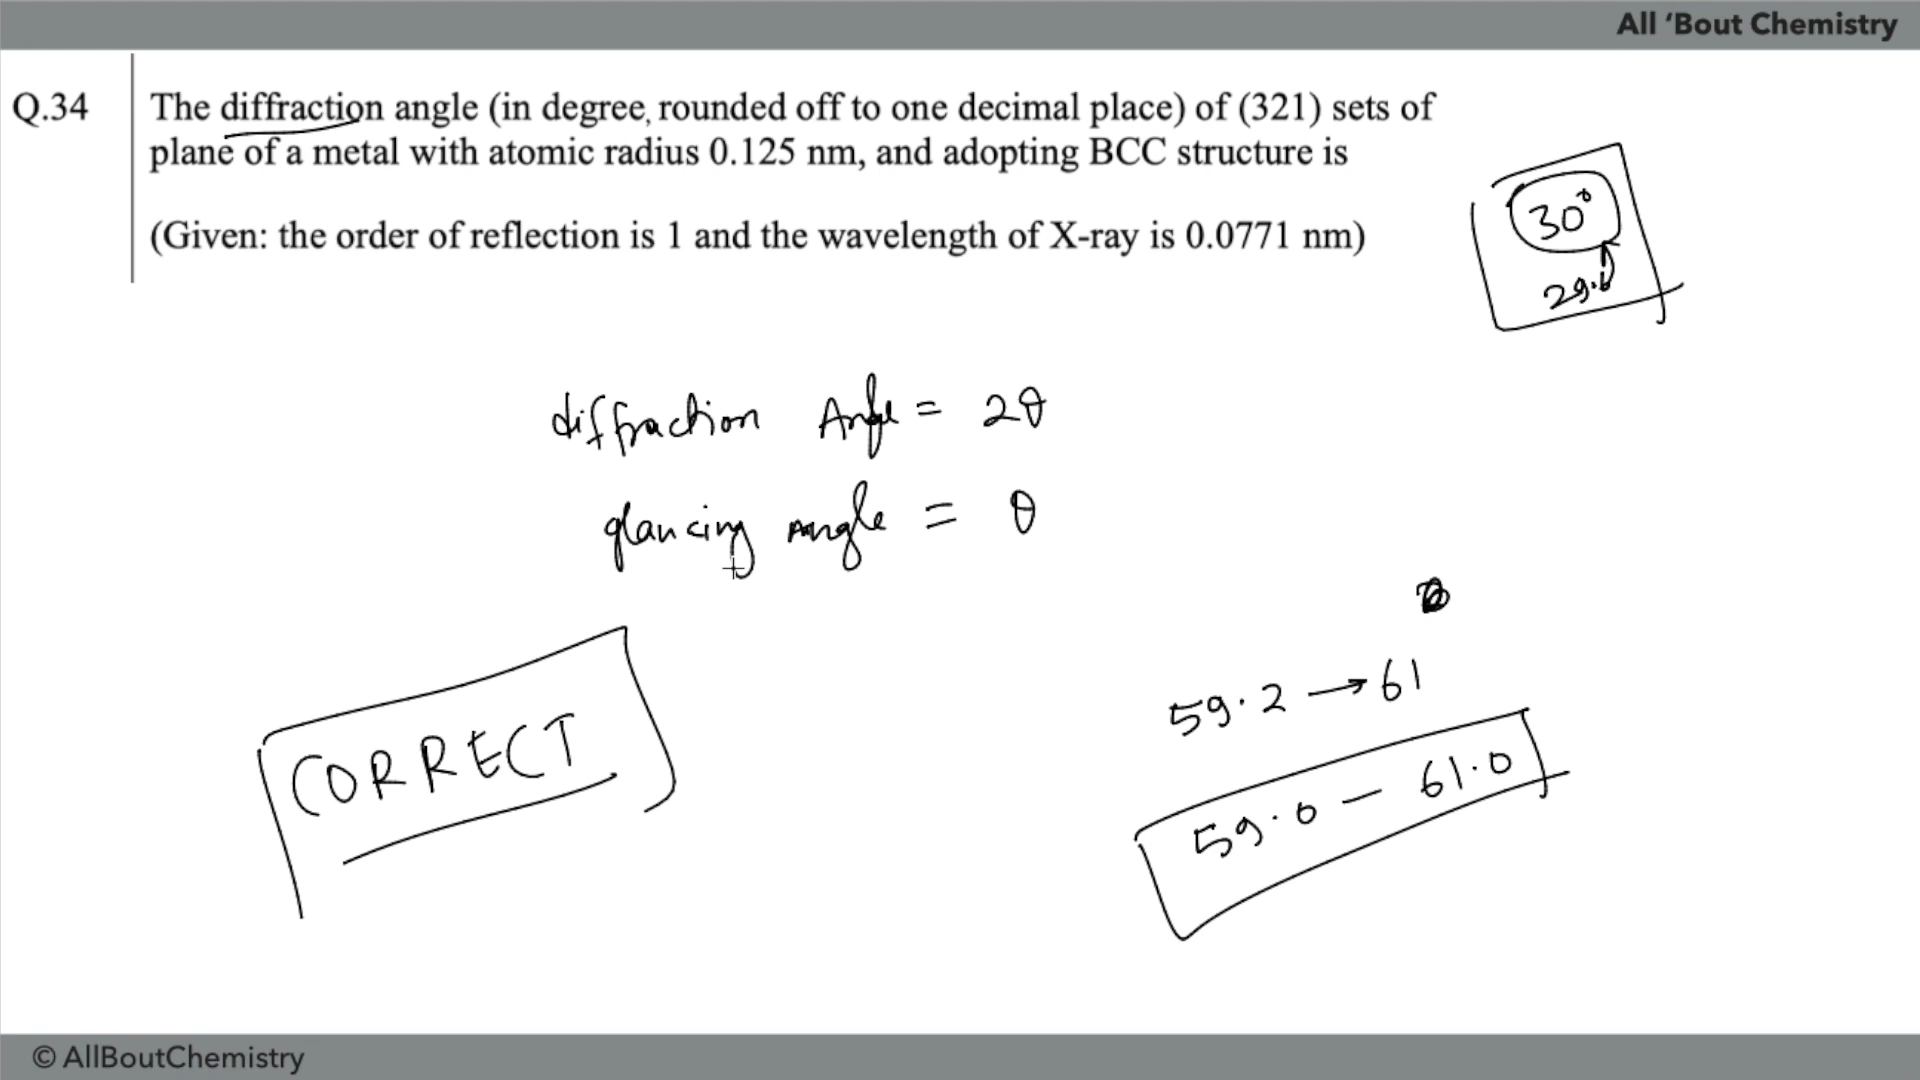 All ‘Bout Chemistry
Q.34
The diffraction angle (in degree, rounded off to one decimal place) of (321) sets of
plane of a metal with atomic radius 0.125 nm, and adopting BCC structure is
(Given: the order of reflection is 1 and the wavelength of X-ray is 0.0771 nm)
30°
29.6
diffraction Angle = 2θ
glancing Angle = θ
59.2 → 61
59.0 — 61.0
CORRECT
© AllBoutChemistry